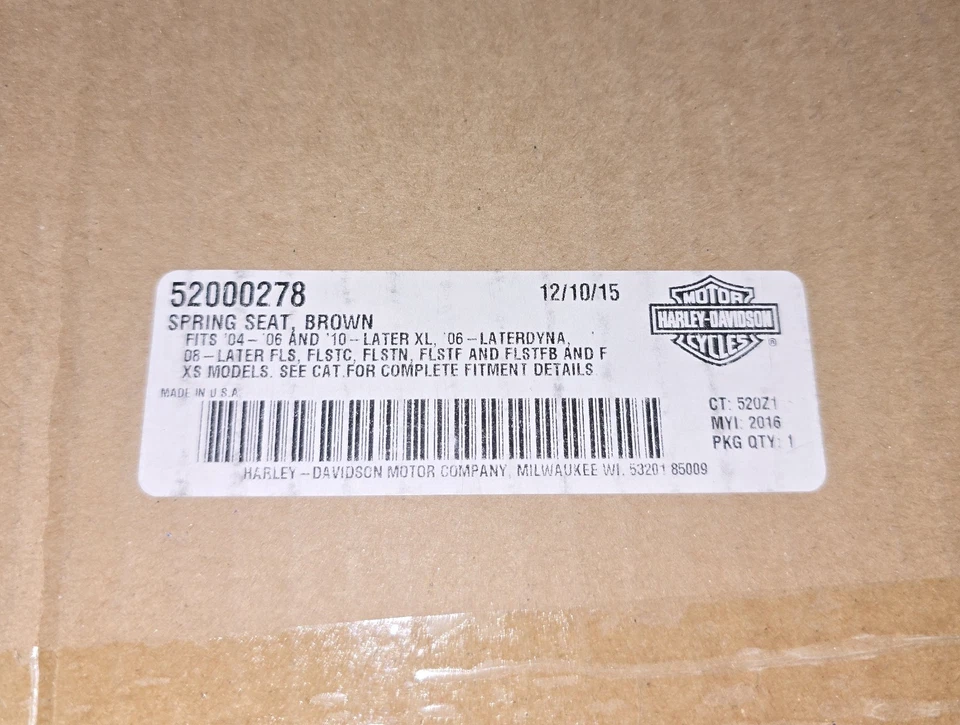 52000278 12/10/15
SPRING SEAT, BROWN
FITS '04- '06 AND '10-LATER XL, '06-LATERDYNA,
08-LATER FLS, FLSTC, FLSTN, FLSTF AND FLSTFB AND F
XS MODELS. SEE CAT.FOR COMPLETE FITMENT DETAILS
MADE IN U.S.A.
MOTOR
HARLEY-DAVIDSON
CYCLES
®
CT: 520Z1
MYI: 2016
PKG QTY: 1
HARLEY-DAVIDSON MOTOR COMPANY, MILWAUKEE WI. 53201 85009